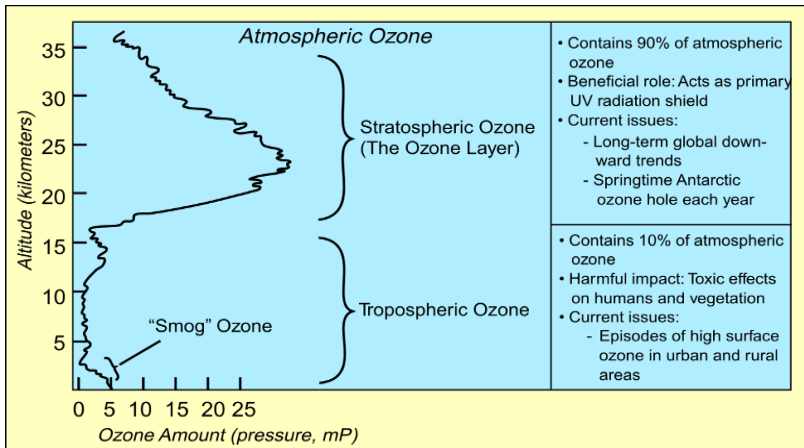 Atmospheric Ozone
35
30
25
20
15
10
5
Altitude (kilometers)
Stratospheric Ozone
(The Ozone Layer)
Tropospheric Ozone
“Smog” Ozone
0 5 10 15 20 25
Ozone Amount (pressure, mP)
• Contains 90% of atmospheric
ozone
• Beneficial role: Acts as primary
UV radiation shield
• Current issues:
- Long-term global down-
ward trends
- Springtime Antarctic
ozone hole each year
• Contains 10% of atmospheric
ozone
• Harmful impact: Toxic effects
on humans and vegetation
• Current issues:
- Episodes of high surface
ozone in urban and rural
areas